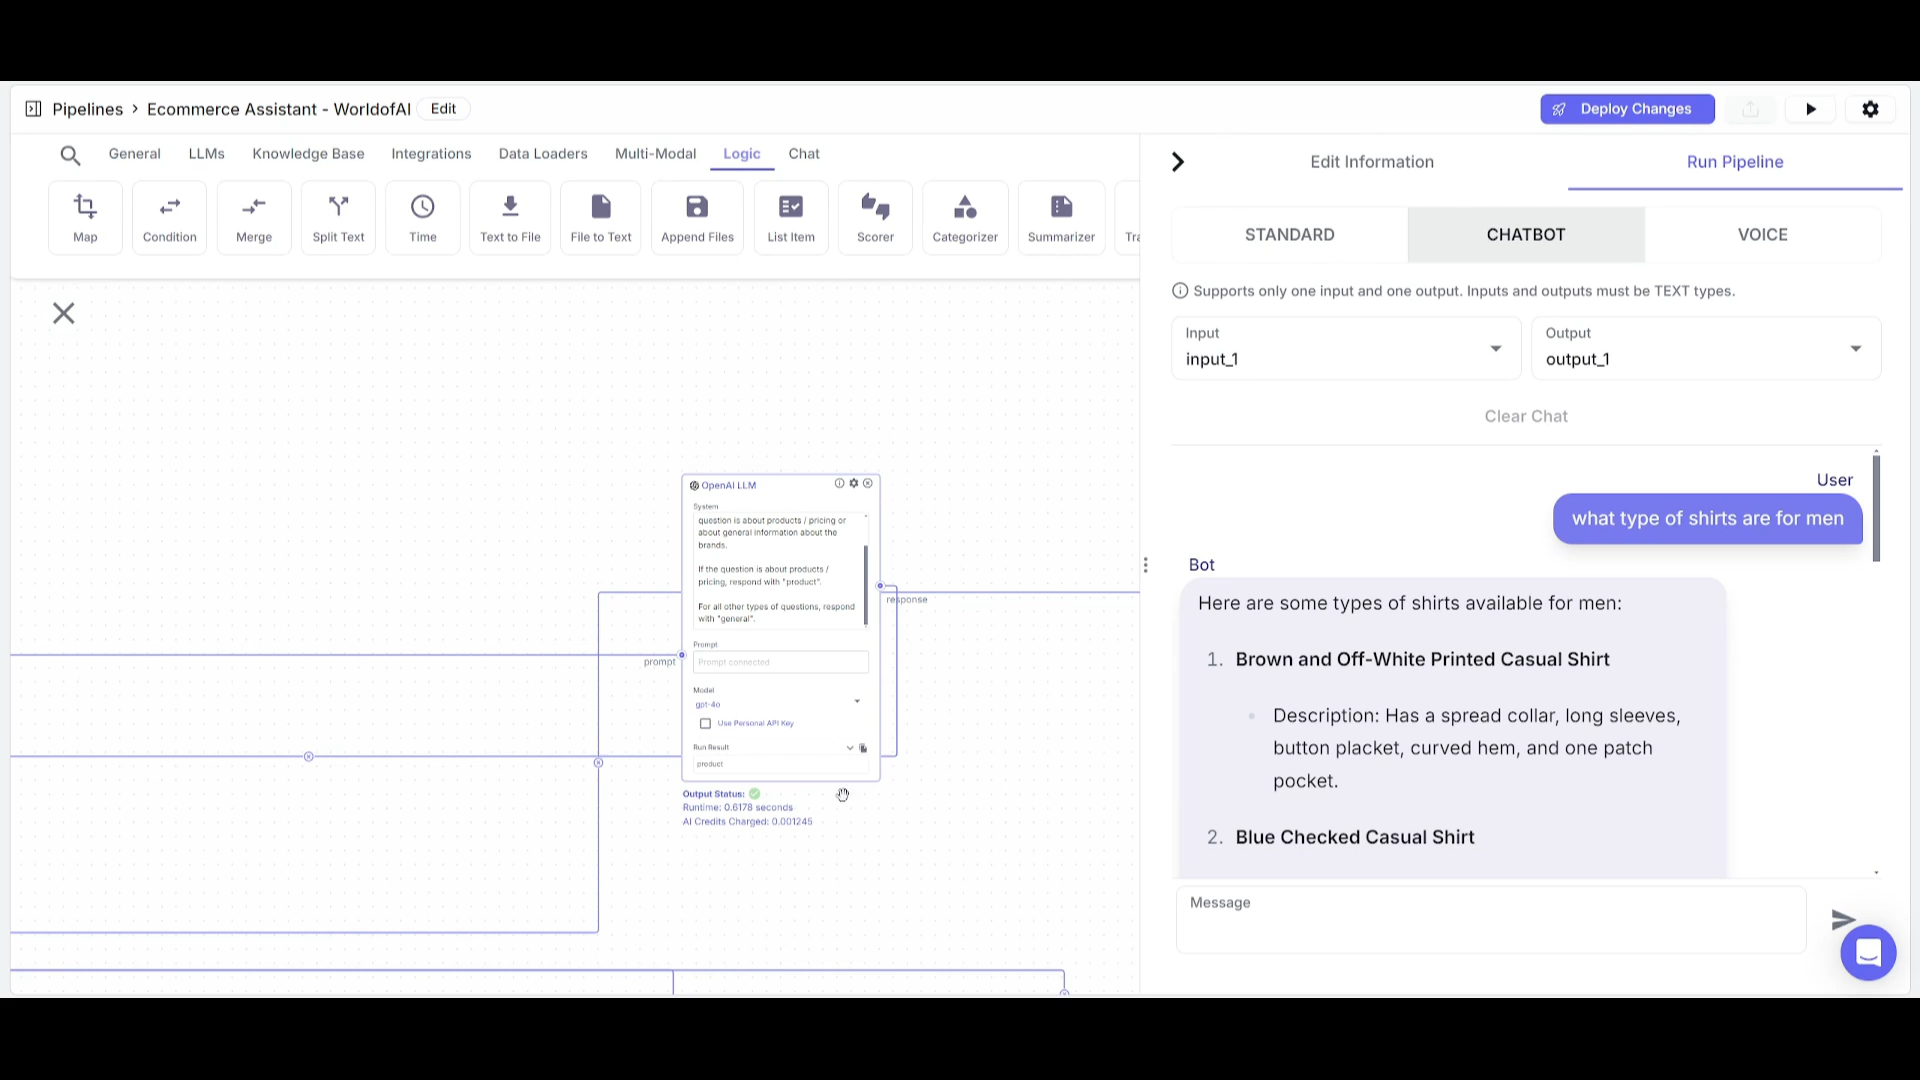 Pipelines > Ecommerce Assistant - WorldofAI Edit
Deploy Changes
General LLMs Knowledge Base Integrations Data Loaders Multi-Modal Logic Chat
Map Condition Merge Split Text Time Text to File File to Text Append Files List Item Scorer Categorizer Summarizer Tra
OpenAI LLM
System
question is about products / pricing or
about general information about the
brands.
If the question is about products /
pricing, respond with "product".
For all other types of questions, respond
with "general".
response
Prompt
prompt
Prompt connected
Model
gpt-4o
Use Personal API Key
Run Result
product
Output Status:
Runtime: 0.6178 seconds
AI Credits Charged: 0.001245
Edit Information Run Pipeline
STANDARD CHATBOT VOICE
Supports only one input and one output. Inputs and outputs must be TEXT types.
Input
input_1
Output
output_1
Clear Chat
User
what type of shirts are for men
Bot
Here are some types of shirts available for men:
1. Brown and Off-White Printed Casual Shirt
Description: Has a spread collar, long sleeves,
button placket, curved hem, and one patch
pocket.
2. Blue Checked Casual Shirt
Message